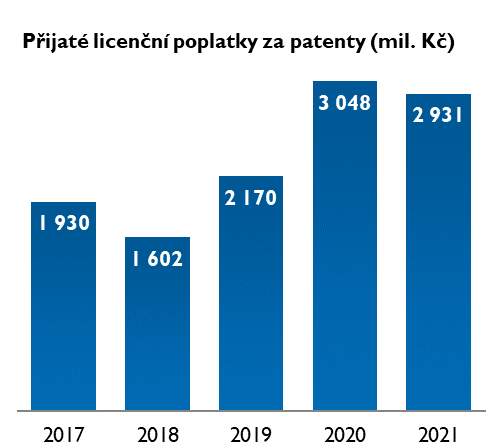 Přijaté licenční poplatky za patenty (mil. Kč)
3 048
2 931
2 170
1 930
1 602
2017 2018 2019 2020 2021